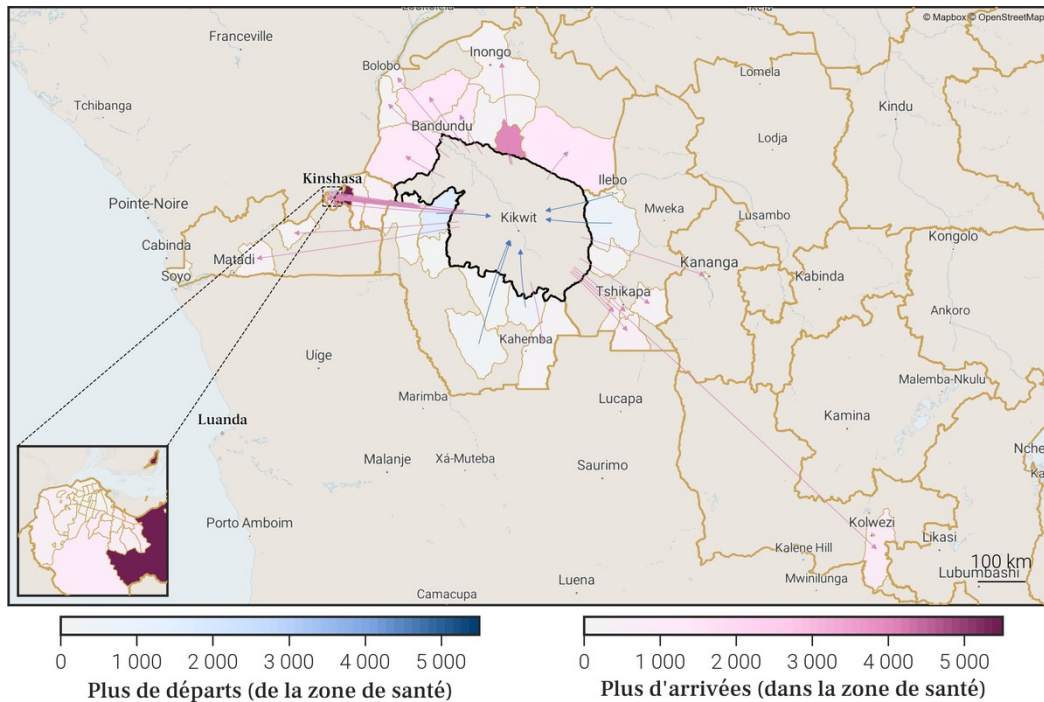 © Mapbox © OpenStreetMap
Franceville
Inongo
Bolobo
Lomela
Tchibanga
Kindu
Bandundu
Lodja
Kinshasa
Ilebo
Pointe-Noire
Mweka
Lusambo
Kikwit
Kongolo
Cabinda
Matadi
Kananga
Soyo
Kabinda
Tshikapa
Ankoro
Kahemba
Uige
Malemba-Nkulu
Marimba
Lucapa
Kamina
Luanda
Malanje
Xá-Muteba
Saurimo
Nche
Ka
Porto Amboim
Kolwezi
Likasi
Kalene Hill
100 km
Luena
Mwinilunga
Lubumbashi
Camacupa
0 1 000 2 000 3 000 4 000 5 000
Plus de départs (de la zone de santé)
0 1 000 2 000 3 000 4 000 5 000
Plus d'arrivées (dans la zone de santé)